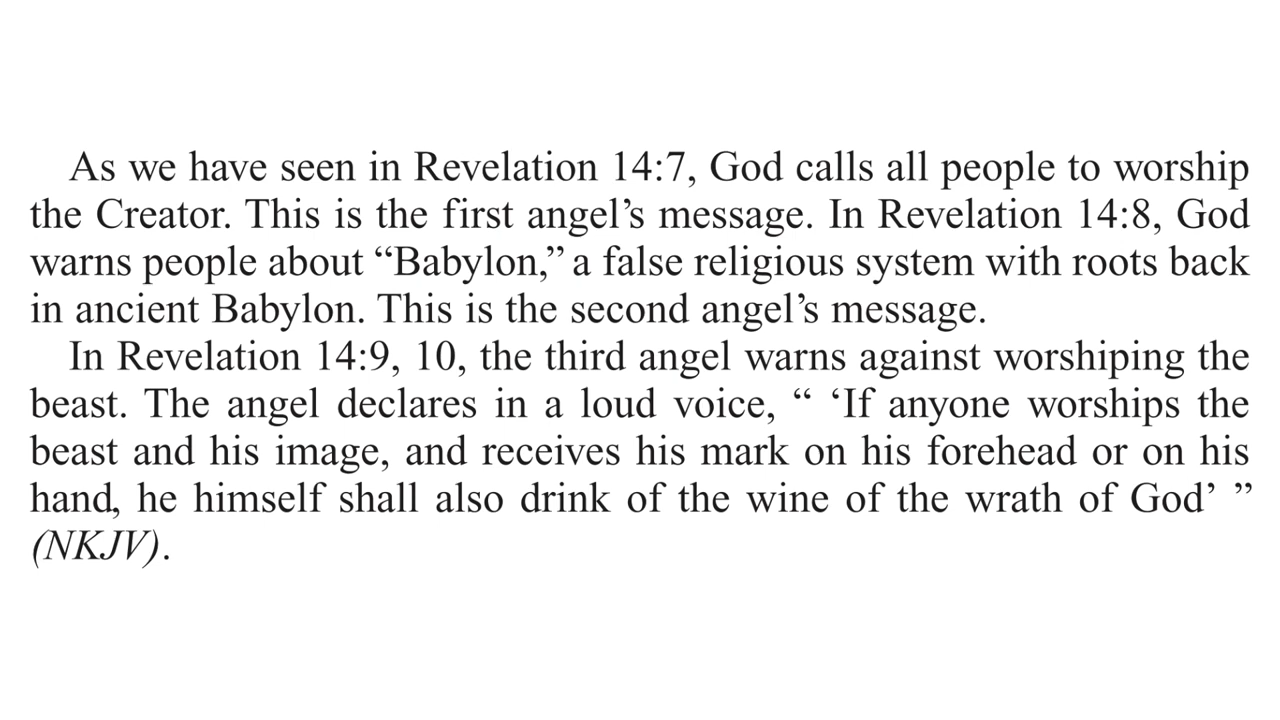 As we have seen in Revelation 14:7, God calls all people to worship
the Creator. This is the first angel’s message. In Revelation 14:8, God
warns people about “Babylon,” a false religious system with roots back
in ancient Babylon. This is the second angel’s message.
In Revelation 14:9, 10, the third angel warns against worshiping the
beast. The angel declares in a loud voice, “ ‘If anyone worships the
beast and his image, and receives his mark on his forehead or on his
hand, he himself shall also drink of the wine of the wrath of God’ ”
(NKJV).